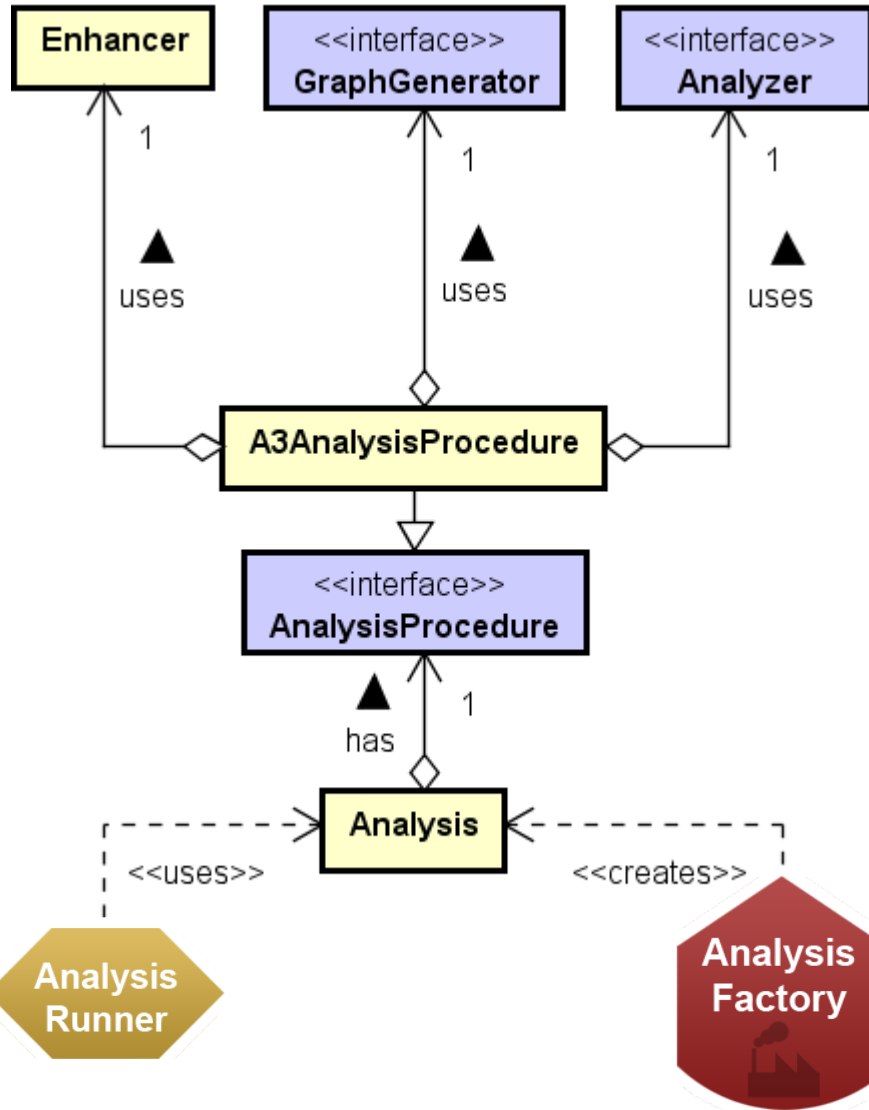 Enhancer
<<interface>>
GraphGenerator
<<interface>>
Analyzer
1
1
1
uses
uses
uses
A3AnalysisProcedure
<<interface>>
AnalysisProcedure
1
has
Analysis
<<uses>>
<<creates>>
Analysis
Runner
Analysis
Factory